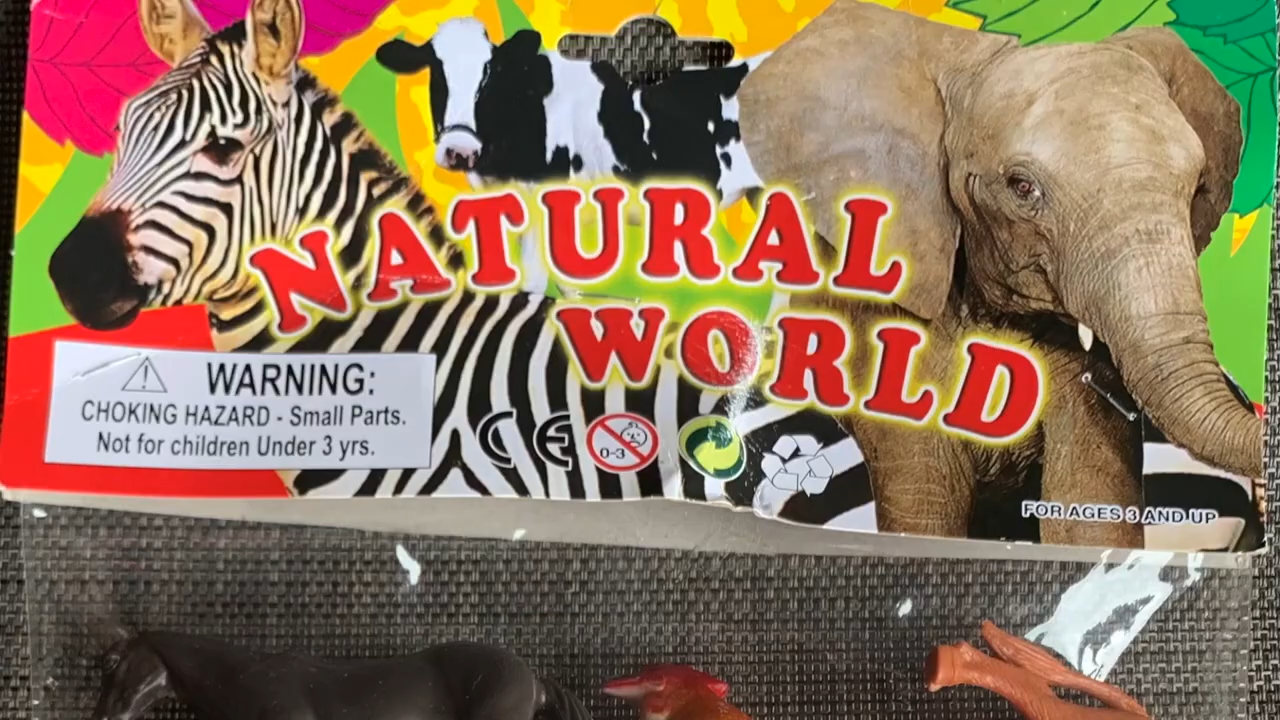 NATURAL
WORLD
WARNING:
CHOKING HAZARD - Small Parts.
Not for children Under 3 yrs.
CE
0-3
FOR AGES 3 AND UP